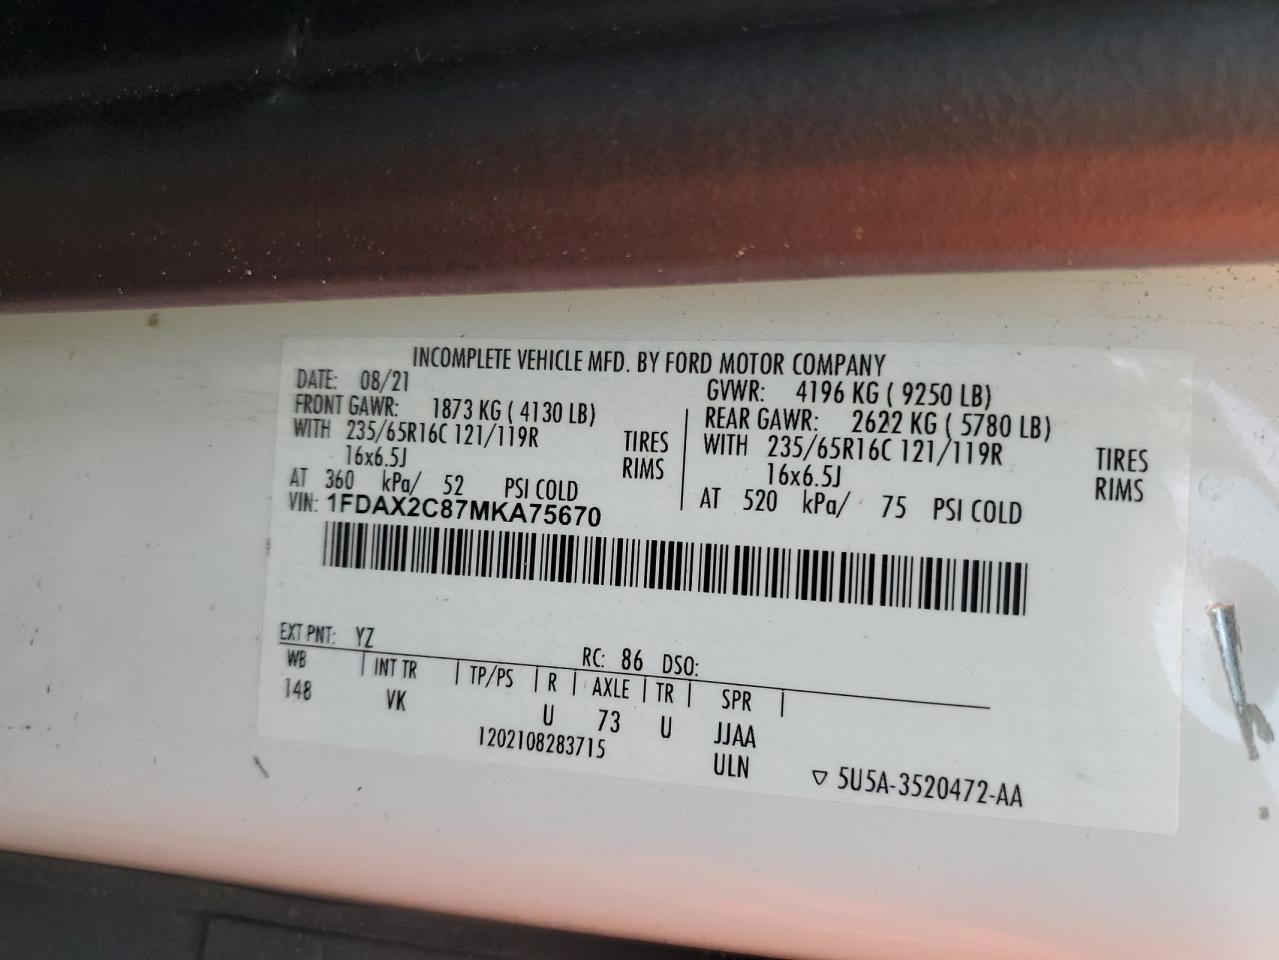 INCOMPLETE VEHICLE MFD. BY FORD MOTOR COMPANY
DATE: 08/21 GVWR: 4196 KG ( 9250 LB)
FRONT GAWR: 1873 KG ( 4130 LB) REAR GAWR: 2622 KG ( 5780 LB)
WITH 235/65R16C 121/119R TIRES WITH 235/65R16C 121/119R TIRES
16x6.5J RIMS 16x6.5J RIMS
AT 360 kPa/ 52 PSI COLD AT 520 kPa/ 75 PSI COLD
VIN: 1FDAX2C87MKA75670
EXT PNT: YZ RC: 86 DSO:
WB INT TR TP/PS R AXLE TR SPR
148 VK U 73 U JJAA
1202108283715 ULN 5U5A-3520472-AA